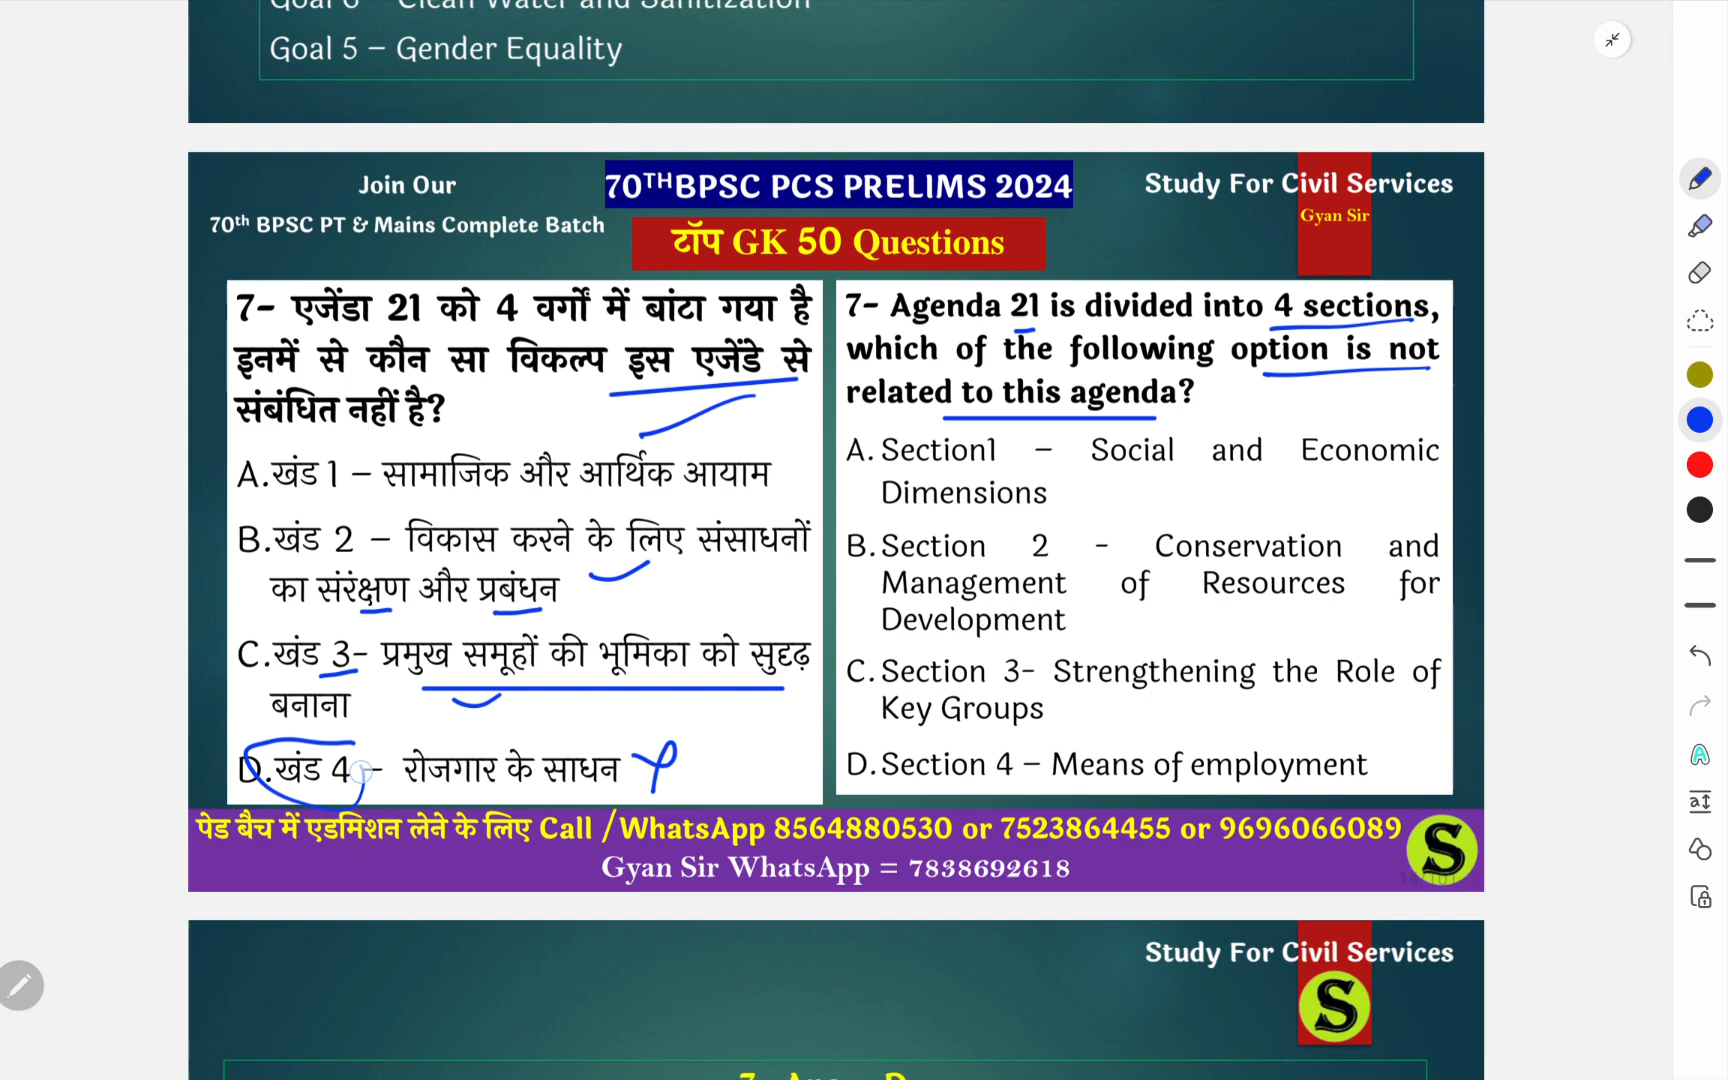 Goal 6 – Clean Water and Sanitization
Goal 5 – Gender Equality
Join Our
70th BPSC PT & Mains Complete Batch
70THBPSC PCS PRELIMS 2024
टॉप GK 50 Questions
Study For Civil Services
Gyan Sir
7- एजेंडा 21 को 4 वर्गों में बांटा गया है
इनमें से कौन सा विकल्प इस एजेंडे से
संबंधित नहीं है?
A.खंड 1 – सामाजिक और आर्थिक आयाम
B.खंड 2 – विकास करने के लिए संसाधनों
का संरंक्षण और प्रबंधन
C.खंड 3- प्रमुख समूहों की भूमिका को सुदृढ़
बनाना
D.खंड 4 – रोजगार के साधन
7- Agenda 21 is divided into 4 sections,
which of the following option is not
related to this agenda?
A. Section1 – Social and Economic
Dimensions
B. Section 2 - Conservation and
Management of Resources for
Development
C. Section 3- Strengthening the Role of
Key Groups
D. Section 4 – Means of employment
पेड बैच में एडमिशन लेने के लिए Call /WhatsApp 8564880530 or 7523864455 or 9696066089
Gyan Sir WhatsApp = 7838692618
S
Study For Civil Services
S